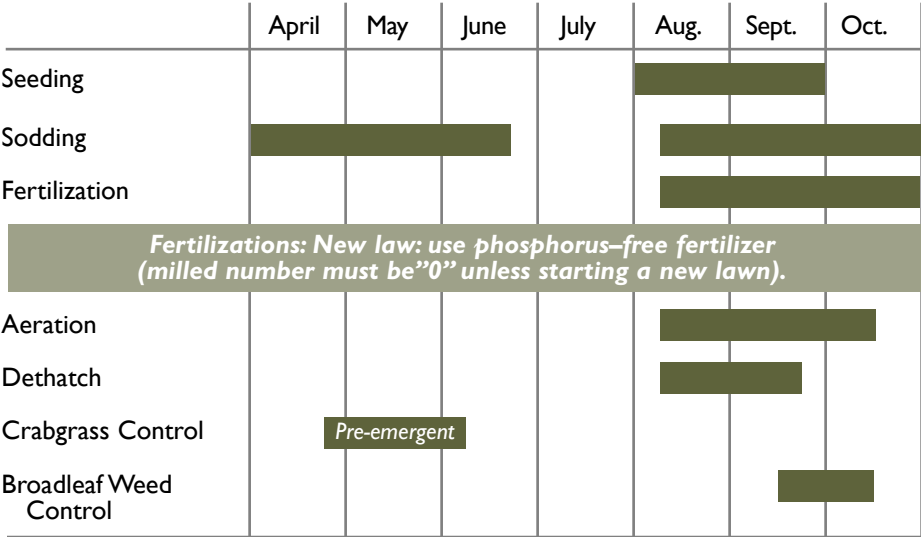 April May June July Aug. Sept. Oct.
Seeding
Sodding
Fertilization
Fertilizations: New law: use phosphorus–free fertilizer
(milled number must be”0” unless starting a new lawn).
Aeration
Dethatch
Crabgrass Control Pre-emergent
Broadleaf Weed
Control